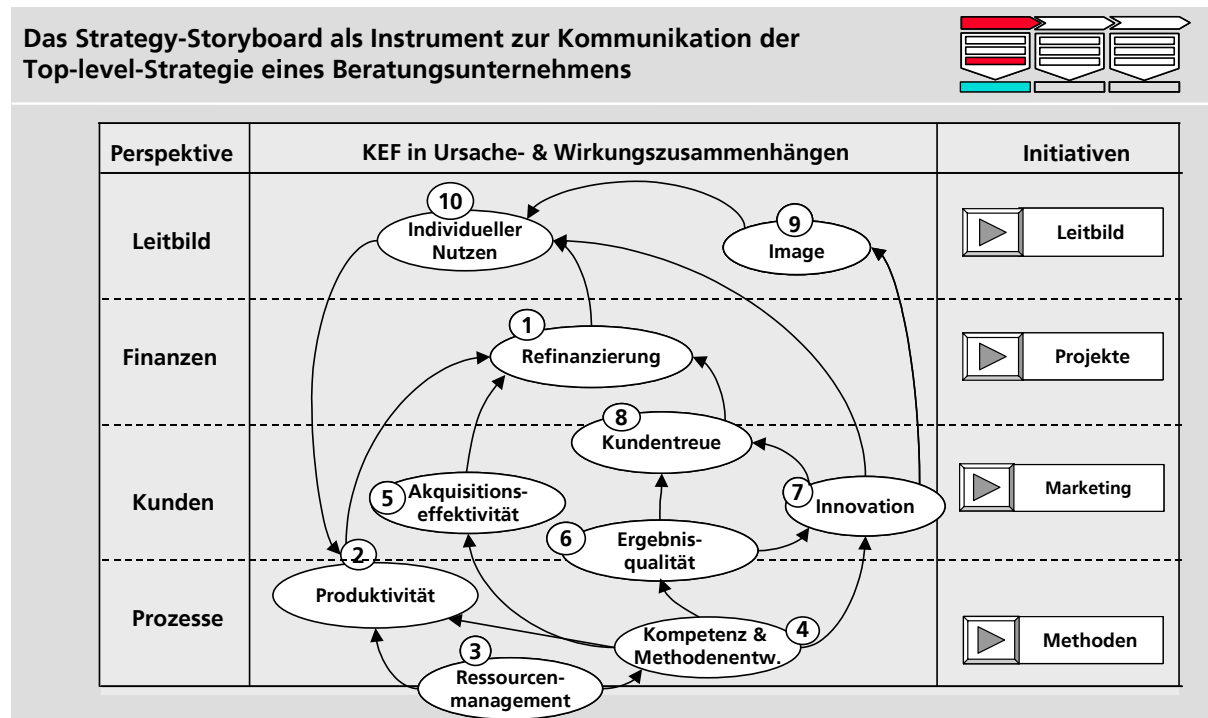 Das Strategy-Storyboard als Instrument zur Kommunikation der
Top-level-Strategie eines Beratungsunternehmens
Perspektive
KEF in Ursache- & Wirkungszusammenhängen
Initiativen
Leitbild
10
Individueller
Nutzen
9
Image
Leitbild
Finanzen
1
Refinanzierung
Projekte
8
Kundentreue
Kunden
5
Akquisitions-
effektivität
7
Innovation
Marketing
6
Ergebnis-
qualität
2
Produktivität
Prozesse
4
Kompetenz &
Methodenentw.
Methoden
3
Ressourcen-
management